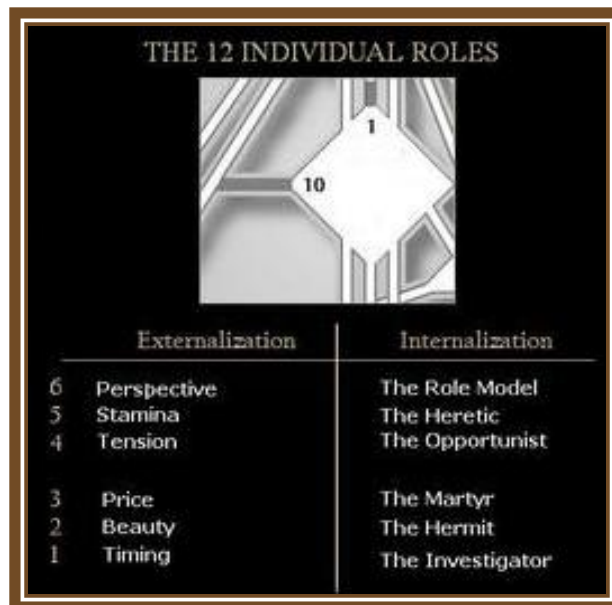 THE 12 INDIVIDUAL ROLES
1
10
Externalization Internalization
6 Perspective The Role Model
5 Stamina The Heretic
4 Tension The Opportunist
3 Price The Martyr
2 Beauty The Hermit
1 Timing The Investigator